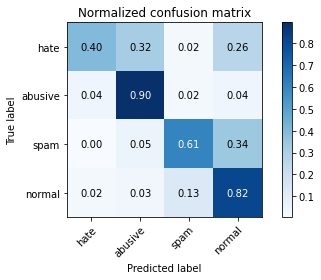 Normalized confusion matrix
True label
hate 0.40 0.32 0.02 0.26
abusive 0.04 0.90 0.02 0.04
spam 0.00 0.05 0.61 0.34
normal 0.02 0.03 0.13 0.82
hate abusive spam normal
Predicted label
0.8
0.7
0.6
0.5
0.4
0.3
0.2
0.1